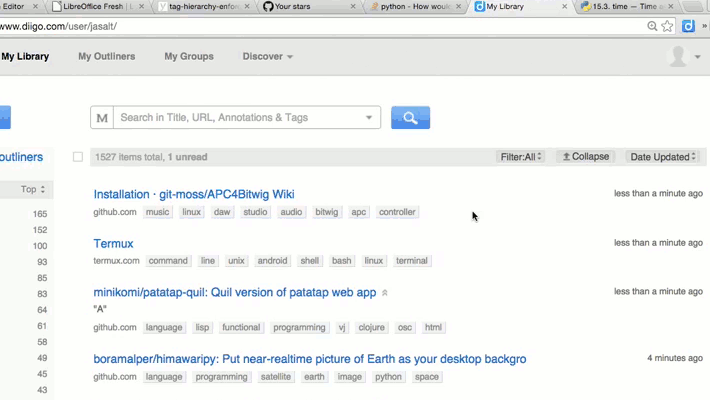 Editor
LibreOffice Fresh | L
tag-hierarchy-enfor
Your stars
python - How would
My Library
15.3. time — Time
www.diigo.com/user/jasalt/
My Library My Outliners My Groups Discover
M Search in Title, URL, Annotations & Tags
outliners
1527 items total, 1 unread Filter:All Collapse Date Updated
Top
165
152
100
93
85
83
64
61
58
49
45
43
Installation · git-moss/APC4Bitwig Wiki less than a minute ago
github.com music linux daw studio audio bitwig apc controller
Termux less than a minute ago
termux.com command line unix android shell bash linux terminal
minikomi/patatap-quil: Quil version of patatap web app less than a minute ago
"A"
github.com language lisp functional programming vj clojure osc html
boramalper/himawaripy: Put near-realtime picture of Earth as your desktop backgro 4 minutes ago
github.com language programming satellite earth image python space